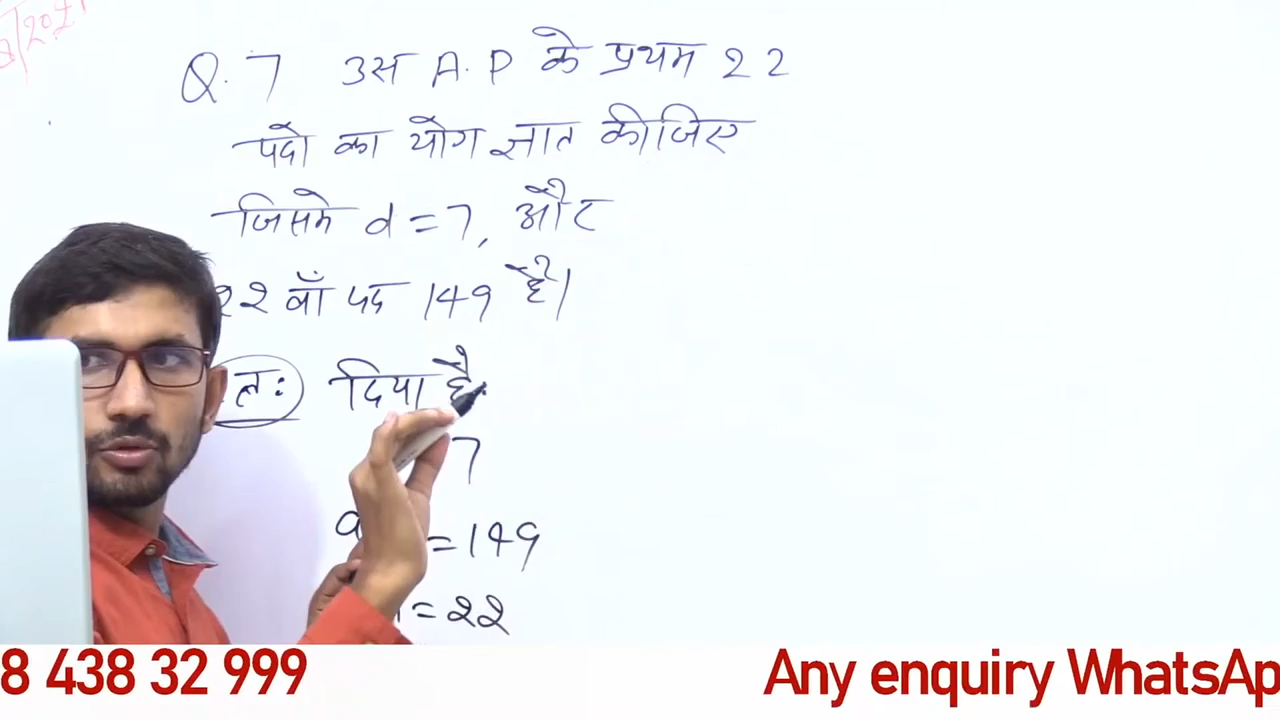 Q.7 उस A.P के प्रथम 22
पदो का योग ज्ञात कीजिए
जिसमे d=7, और
22 वाँ पद 149 है।
दिया है
7
=149
=22
8 438 32 999
Any enquiry WhatsAp